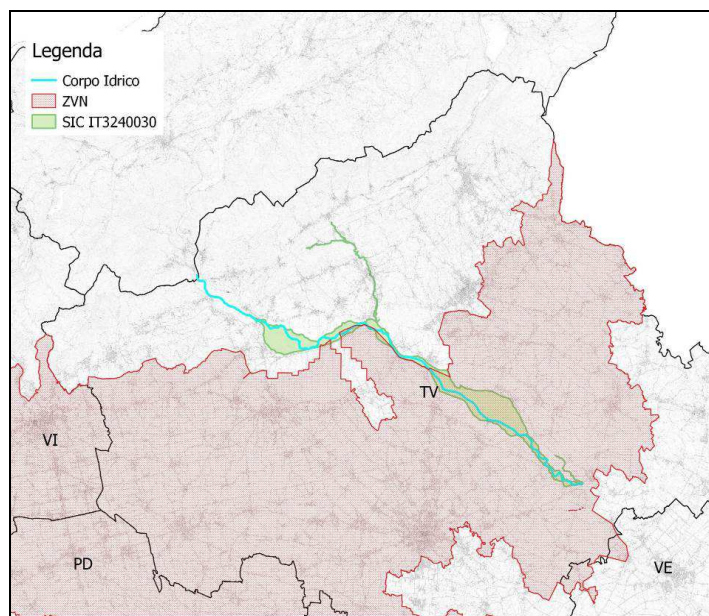 Legenda
Corpo Idrico
ZVN
SIC IT3240030
TV
VI
PD
VE